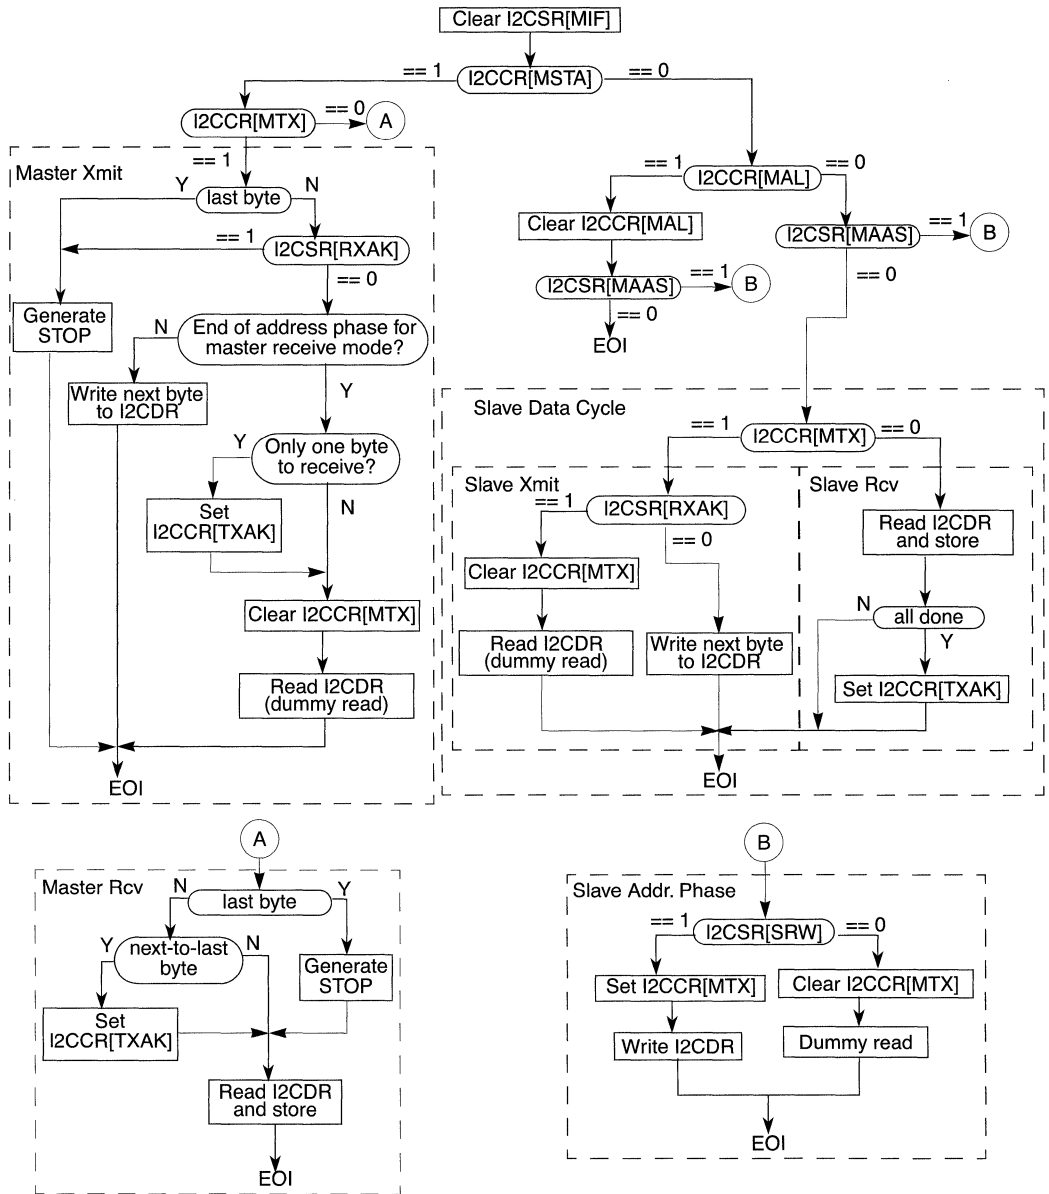 Clear I2CSR[MIF]
== 1
I2CCR[MSTA]
== 0
I2CCR[MTX]
== 0
A
== 1
Master Xmit
Y
last byte
N
== 1
I2CSR[RXAK]
== 0
Generate
STOP
N
End of address phase for
master receive mode?
Write next byte
to I2CDR
Y
Y
Only one byte
to receive?
N
Set
I2CCR[TXAK]
Clear I2CCR[MTX]
Read I2CDR
(dummy read)
EOI
== 1
I2CCR[MAL]
== 0
Clear I2CCR[MAL]
I2CSR[MAAS]
== 1
B
== 0
I2CSR[MAAS]
== 1
B
== 0
EOI
Slave Data Cycle
== 1
I2CCR[MTX]
== 0
Slave Xmit
== 1
I2CSR[RXAK]
== 0
Clear I2CCR[MTX]
Read I2CDR
(dummy read)
Write next byte
to I2CDR
Slave Rcv
Read I2CDR
and store
N
all done
Y
Set I2CCR[TXAK]
EOI
A
Master Rcv
N
last byte
Y
Y
next-to-last
byte
N
Generate
STOP
Set
I2CCR[TXAK]
Read I2CDR
and store
EOI
B
Slave Addr. Phase
== 1
I2CSR[SRW]
== 0
Set I2CCR[MTX]
Clear I2CCR[MTX]
Write I2CDR
Dummy read
EOI